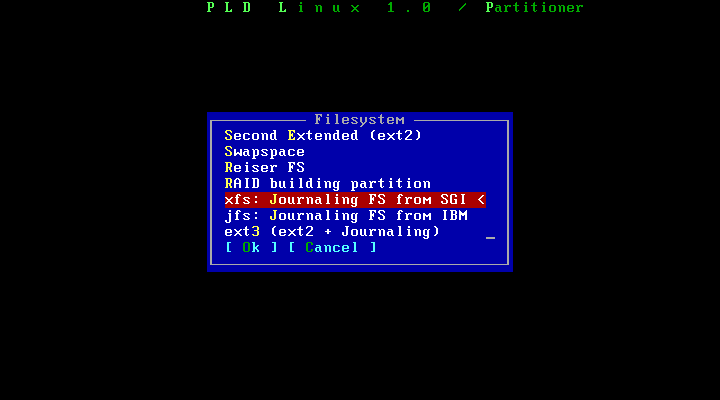 P L D  L i n u x  1 . 0  /  Partitioner
Filesystem
Second Extended (ext2)
Swapspace
Reiser FS
RAID building partition
xfs: Journaling FS from SGI <
jfs: Journaling FS from IBM
ext3 (ext2 + Journaling)
[ Ok ] [ Cancel ]